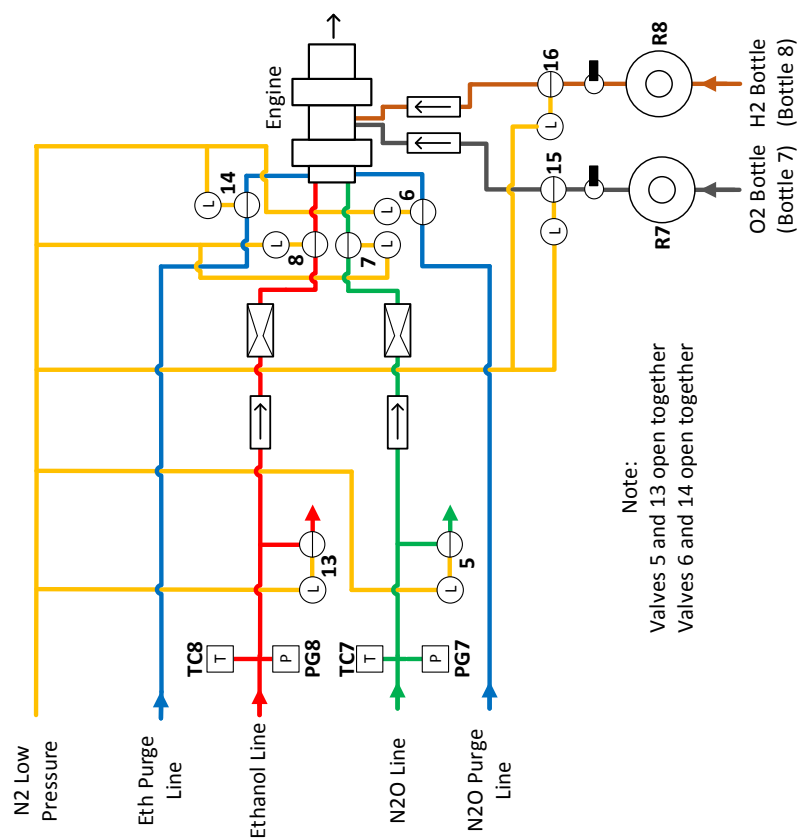 N2 Low
Pressure
Eth Purge
Line
Ethanol Line
N2O Line
N2O Purge
Line
TC8
T
P
PG8
TC7
T
P
PG7
L
13
L
5
L
14
L
8
L
7
L
6
Engine
L
16
R8
H2 Bottle
(Bottle 8)
L
15
R7
O2 Bottle
(Bottle 7)
Note:
Valves 5 and 13 open together
Valves 6 and 14 open together